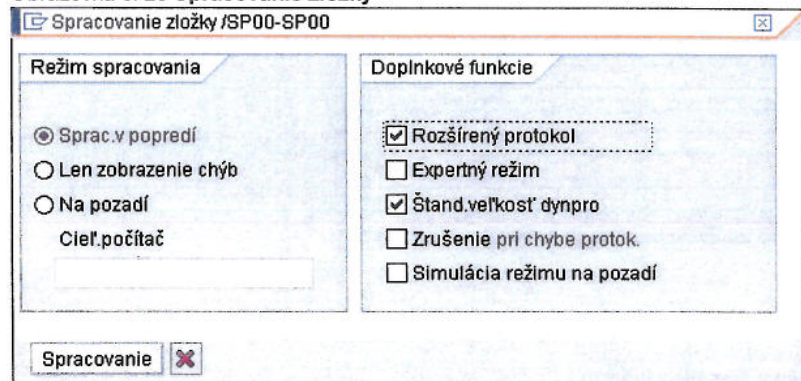 Spracovanie zložky /SP00-SP00
Režim spracovania
Sprac.v popredí
Len zobrazenie chýb
Na pozadí
Cieľ.počítač
Doplnkové funkcie
Rozšírený protokol
Expertný režim
Štand.veľkosť dynpro
Zrušenie pri chybe protok.
Simulácia režimu na pozadí
Spracovanie